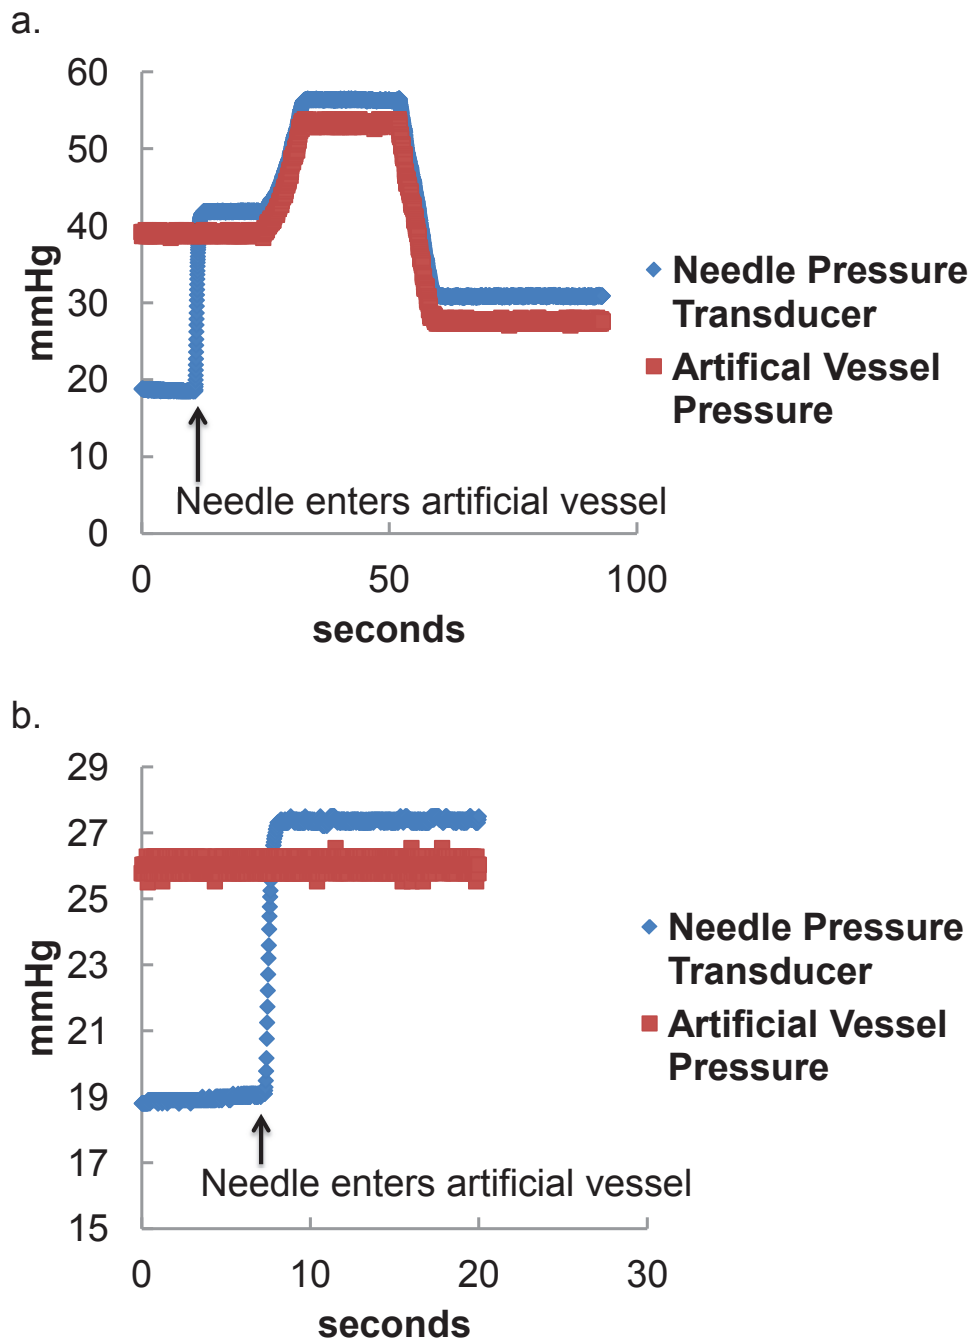 a.
60
50
40
30
20
10
0
mmHg
Needle enters artificial vessel
0
50
100
seconds
Needle Pressure
Transducer
Artifical Vessel
Pressure
b.
29
27
25
23
21
19
17
15
mmHg
Needle enters artificial vessel
0
10
20
30
seconds
Needle Pressure
Transducer
Artificial Vessel
Pressure